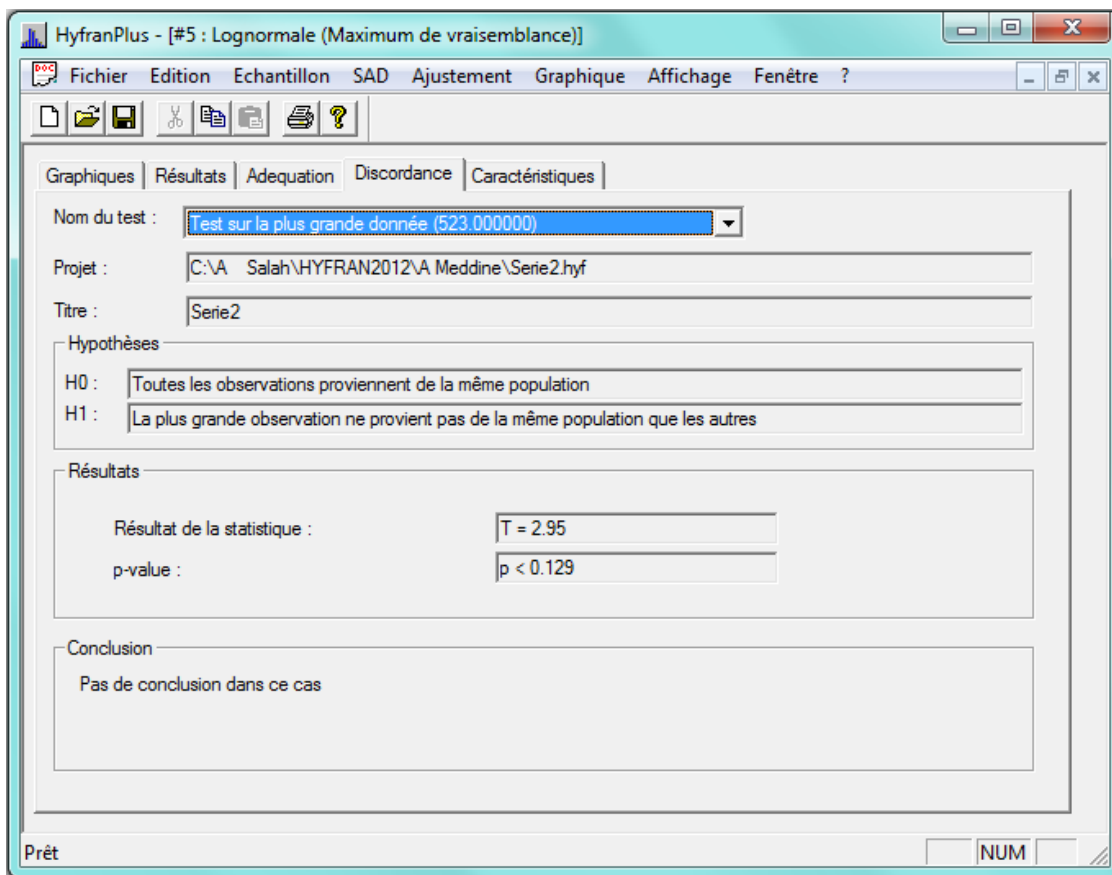 HyfranPlus - [#5 : Lognormale (Maximum de vraisemblance)]
DOC
Fichier Edition Echantillon SAD Ajustement Graphique Affichage Fenêtre ?
Graphiques Résultats Adequation Discordance Caractéristiques
Nom du test : Test sur la plus grande donnée (523.000000)
Projet : C:\A Salah\HYFRAN2012\A Meddine\Serie2.hyf
Titre : Serie2
Hypothèses
H0 : Toutes les observations proviennent de la même population
H1 : La plus grande observation ne provient pas de la même population que les autres
Résultats
Résultat de la statistique : T = 2.95
p-value : p < 0.129
Conclusion
Pas de conclusion dans ce cas
Prêt NUM